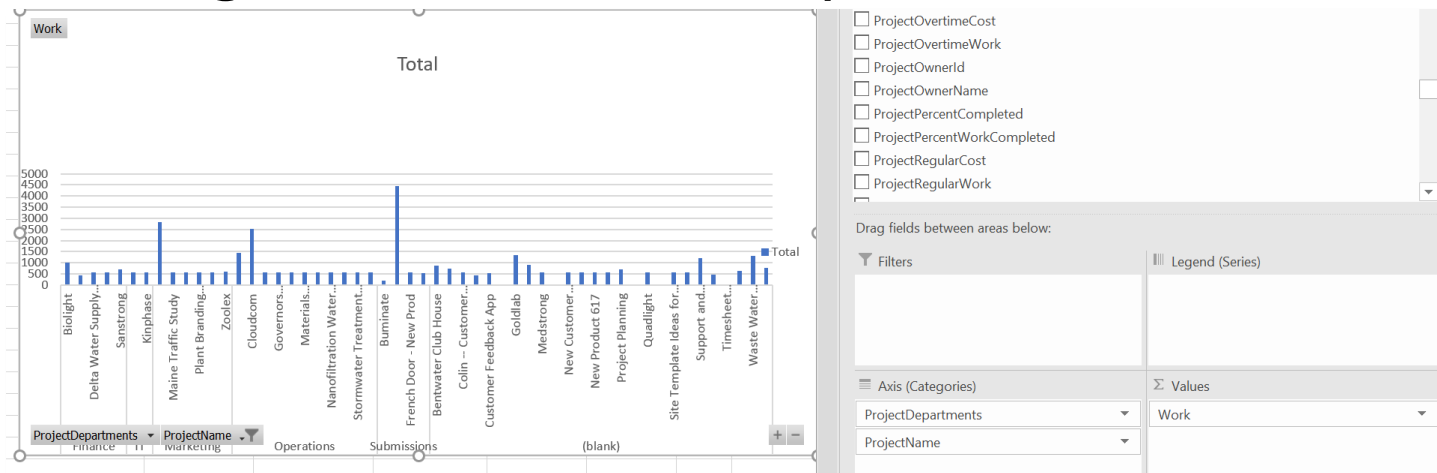 Work
Total
5000
4500
4000
3500
3000
2500
2000
1500
1000
500
0
Total
Biolight
Delta Water Supply...
Sanstrong
Kinphase
Maine Traffic Study
Plant Branding...
Zoolex
Cloudcom
Governors...
Materials...
Nanofiltration Water...
Stormwater Treatment...
Buminate
French Door - New Prod
Bentwater Club House
Colin -- Customer...
Customer Feedback App
Goldlab
Medstrong
New Customer...
New Product 617
Project Planning
Quadlight
Site Template Ideas for...
Support and...
Timesheet...
Waste Water...
ProjectDepartments ProjectName
Finance IT Marketing Operations Submissions (blank)
+ −
ProjectOvertimeCost
ProjectOvertimeWork
ProjectOwnerId
ProjectOwnerName
ProjectPercentCompleted
ProjectPercentWorkCompleted
ProjectRegularCost
ProjectRegularWork
Drag fields between areas below:
Filters
Legend (Series)
Axis (Categories)
ProjectDepartments
ProjectName
Σ Values
Work